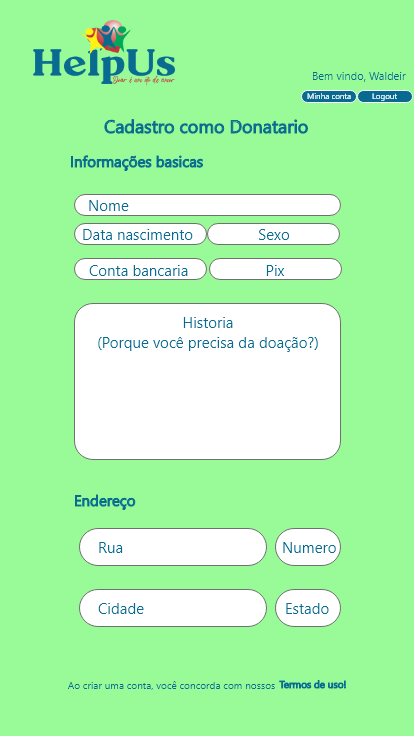 HelpUs
Doar é um ato de amor
Bem vindo, Waldeir
Minha conta Logout
Cadastro como Donatario
Informações basicas
Nome
Data nascimento Sexo
Conta bancaria Pix
Historia
(Porque você precisa da doação?)
Endereço
Rua Numero
Cidade Estado
Ao criar uma conta, você concorda com nossos Termos de uso!